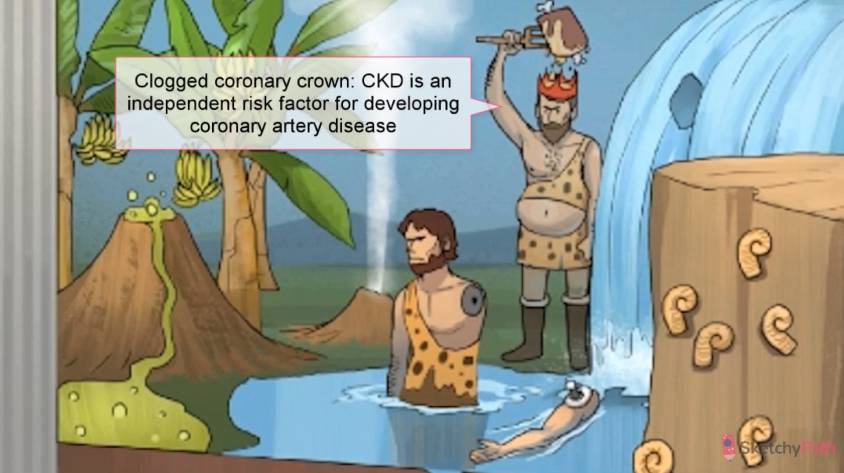 Clogged coronary crown: CKD is an
independent risk factor for developing
coronary artery disease
SketchyPath